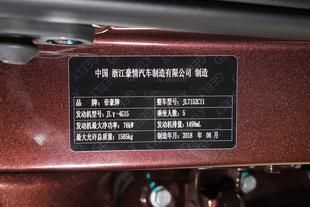 中国 浙江豪情汽车制造有限公司 制造
品牌：帝豪牌 整车型号：JL7152C11
发动机型号：JLγ-4G15 乘坐人数：5
发动机最大净功率：76kW 发动机排量：1498mL
最大允许总质量：1585kg 制造年月：2018 年 08 月